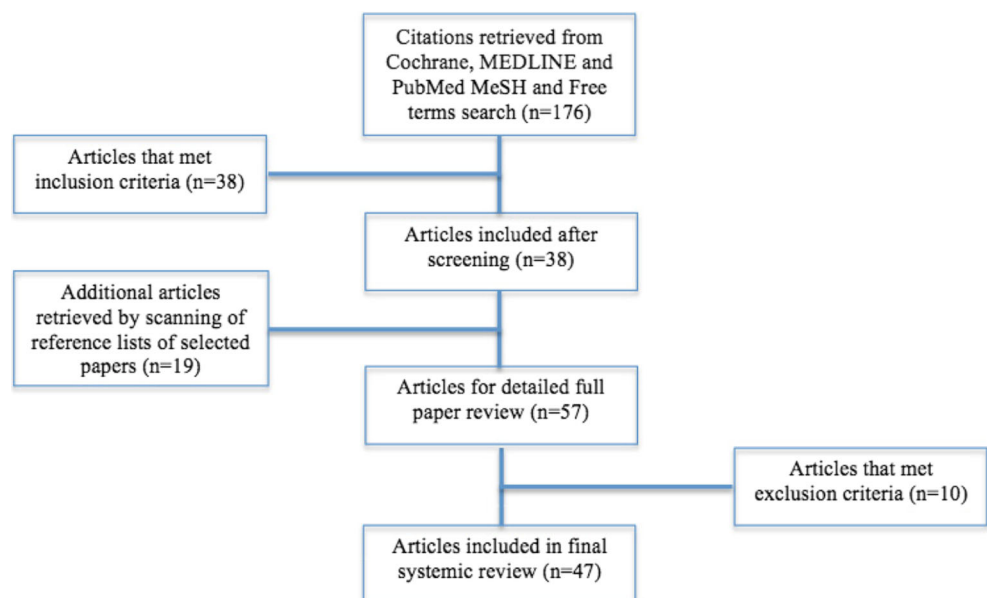 Citations retrieved from
Cochrane, MEDLINE and
PubMed MeSH and Free
terms search (n=176)
Articles that met
inclusion criteria (n=38)
Articles included after
screening (n=38)
Additional articles
retrieved by scanning of
reference lists of selected
papers (n=19)
Articles for detailed full
paper review (n=57)
Articles that met
exclusion criteria (n=10)
Articles included in final
systemic review (n=47)